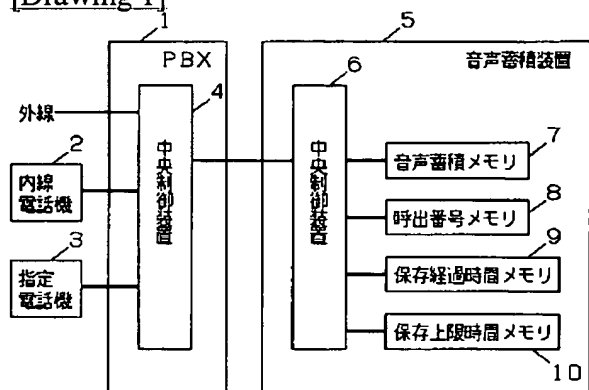 [Drawing 1]
1
5
PBX
音声蓄積装置
4
6
外線
中央制御装置
中央制御装置
2
内線
電話機
3
指定
電話機
7
音声蓄積メモリ
8
呼出番号メモリ
9
保存経過時間メモリ
保存上限時間メモリ
10